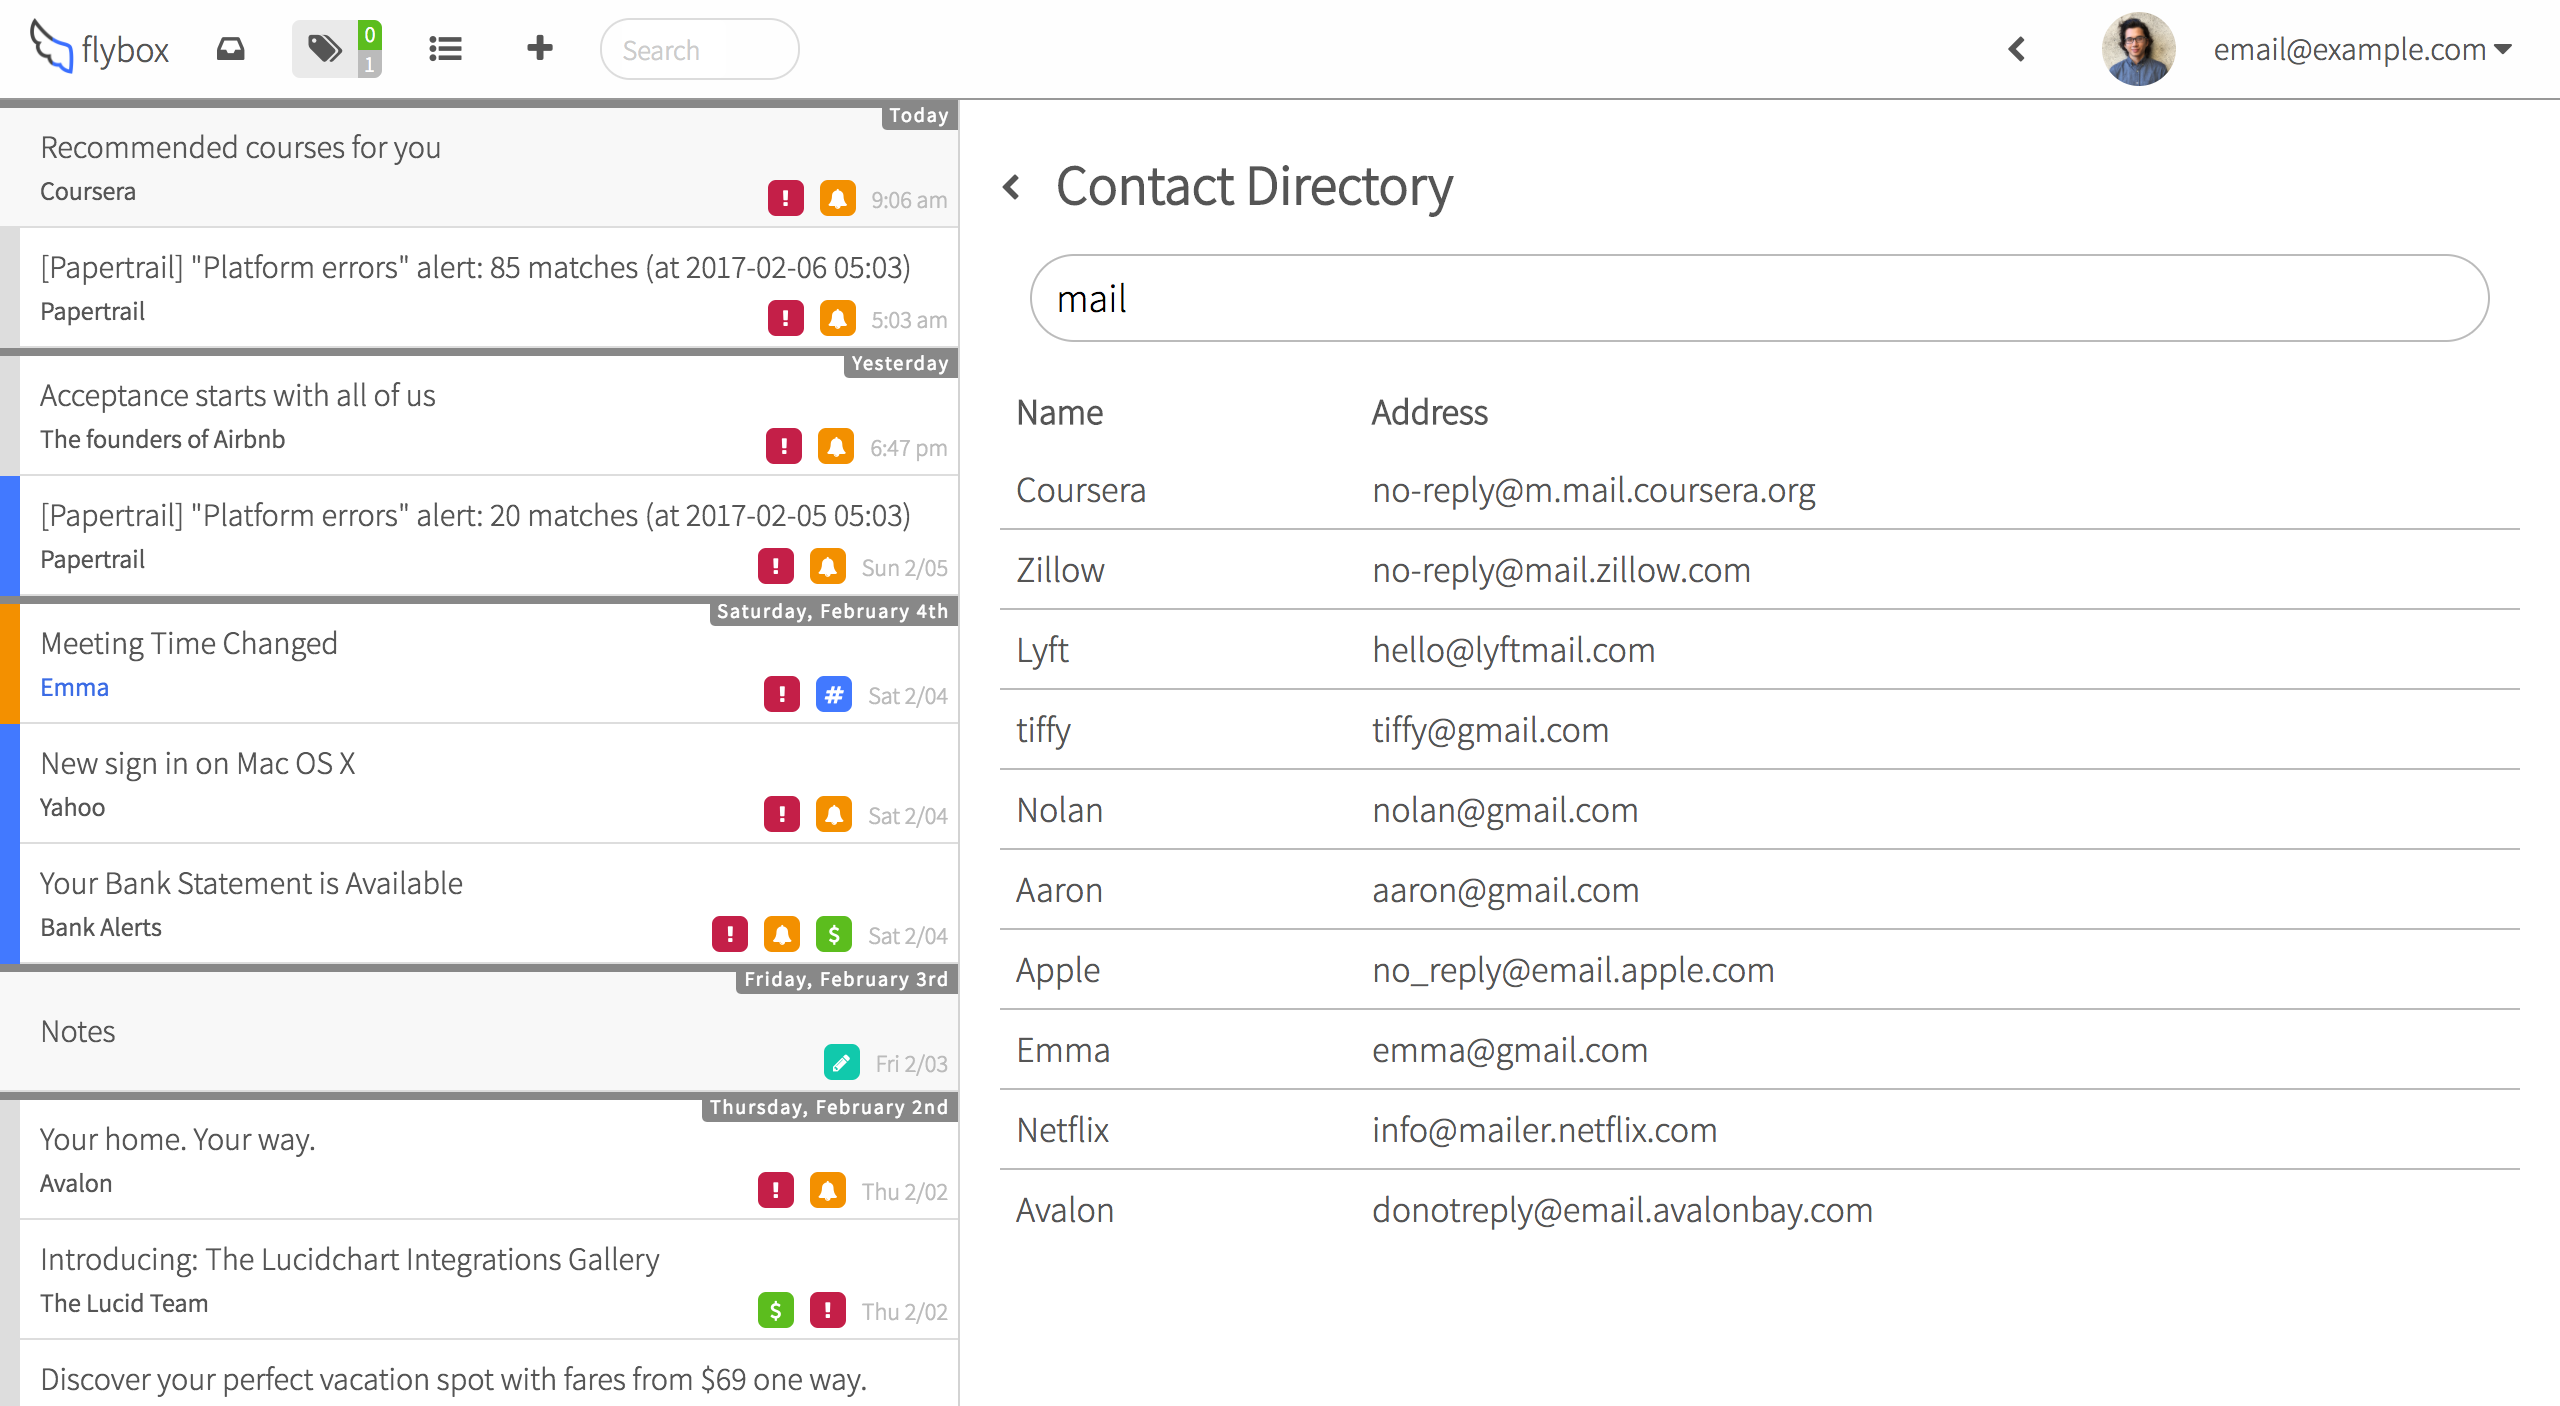 flybox
0
1
Search
email@example.com
Today
Recommended courses for you
Coursera
9:06 am
[Papertrail] "Platform errors" alert: 85 matches (at 2017-02-06 05:03)
Papertrail
5:03 am
Yesterday
Acceptance starts with all of us
The founders of Airbnb
6:47 pm
[Papertrail] "Platform errors" alert: 20 matches (at 2017-02-05 05:03)
Papertrail
Sun 2/05
Saturday, February 4th
Meeting Time Changed
Emma
# Sat 2/04
New sign in on Mac OS X
Yahoo
Sat 2/04
Your Bank Statement is Available
Bank Alerts
$ Sat 2/04
Friday, February 3rd
Notes
Fri 2/03
Thursday, February 2nd
Your home. Your way.
Avalon
Thu 2/02
Introducing: The Lucidchart Integrations Gallery
The Lucid Team
$ Thu 2/02
Discover your perfect vacation spot with fares from $69 one way.
Contact Directory
mail
Name Address
Coursera no-reply@m.mail.coursera.org
Zillow no-reply@mail.zillow.com
Lyft hello@lyftmail.com
tiffy tiffy@gmail.com
Nolan nolan@gmail.com
Aaron aaron@gmail.com
Apple no_reply@email.apple.com
Emma emma@gmail.com
Netflix info@mailer.netflix.com
Avalon donotreply@email.avalonbay.com